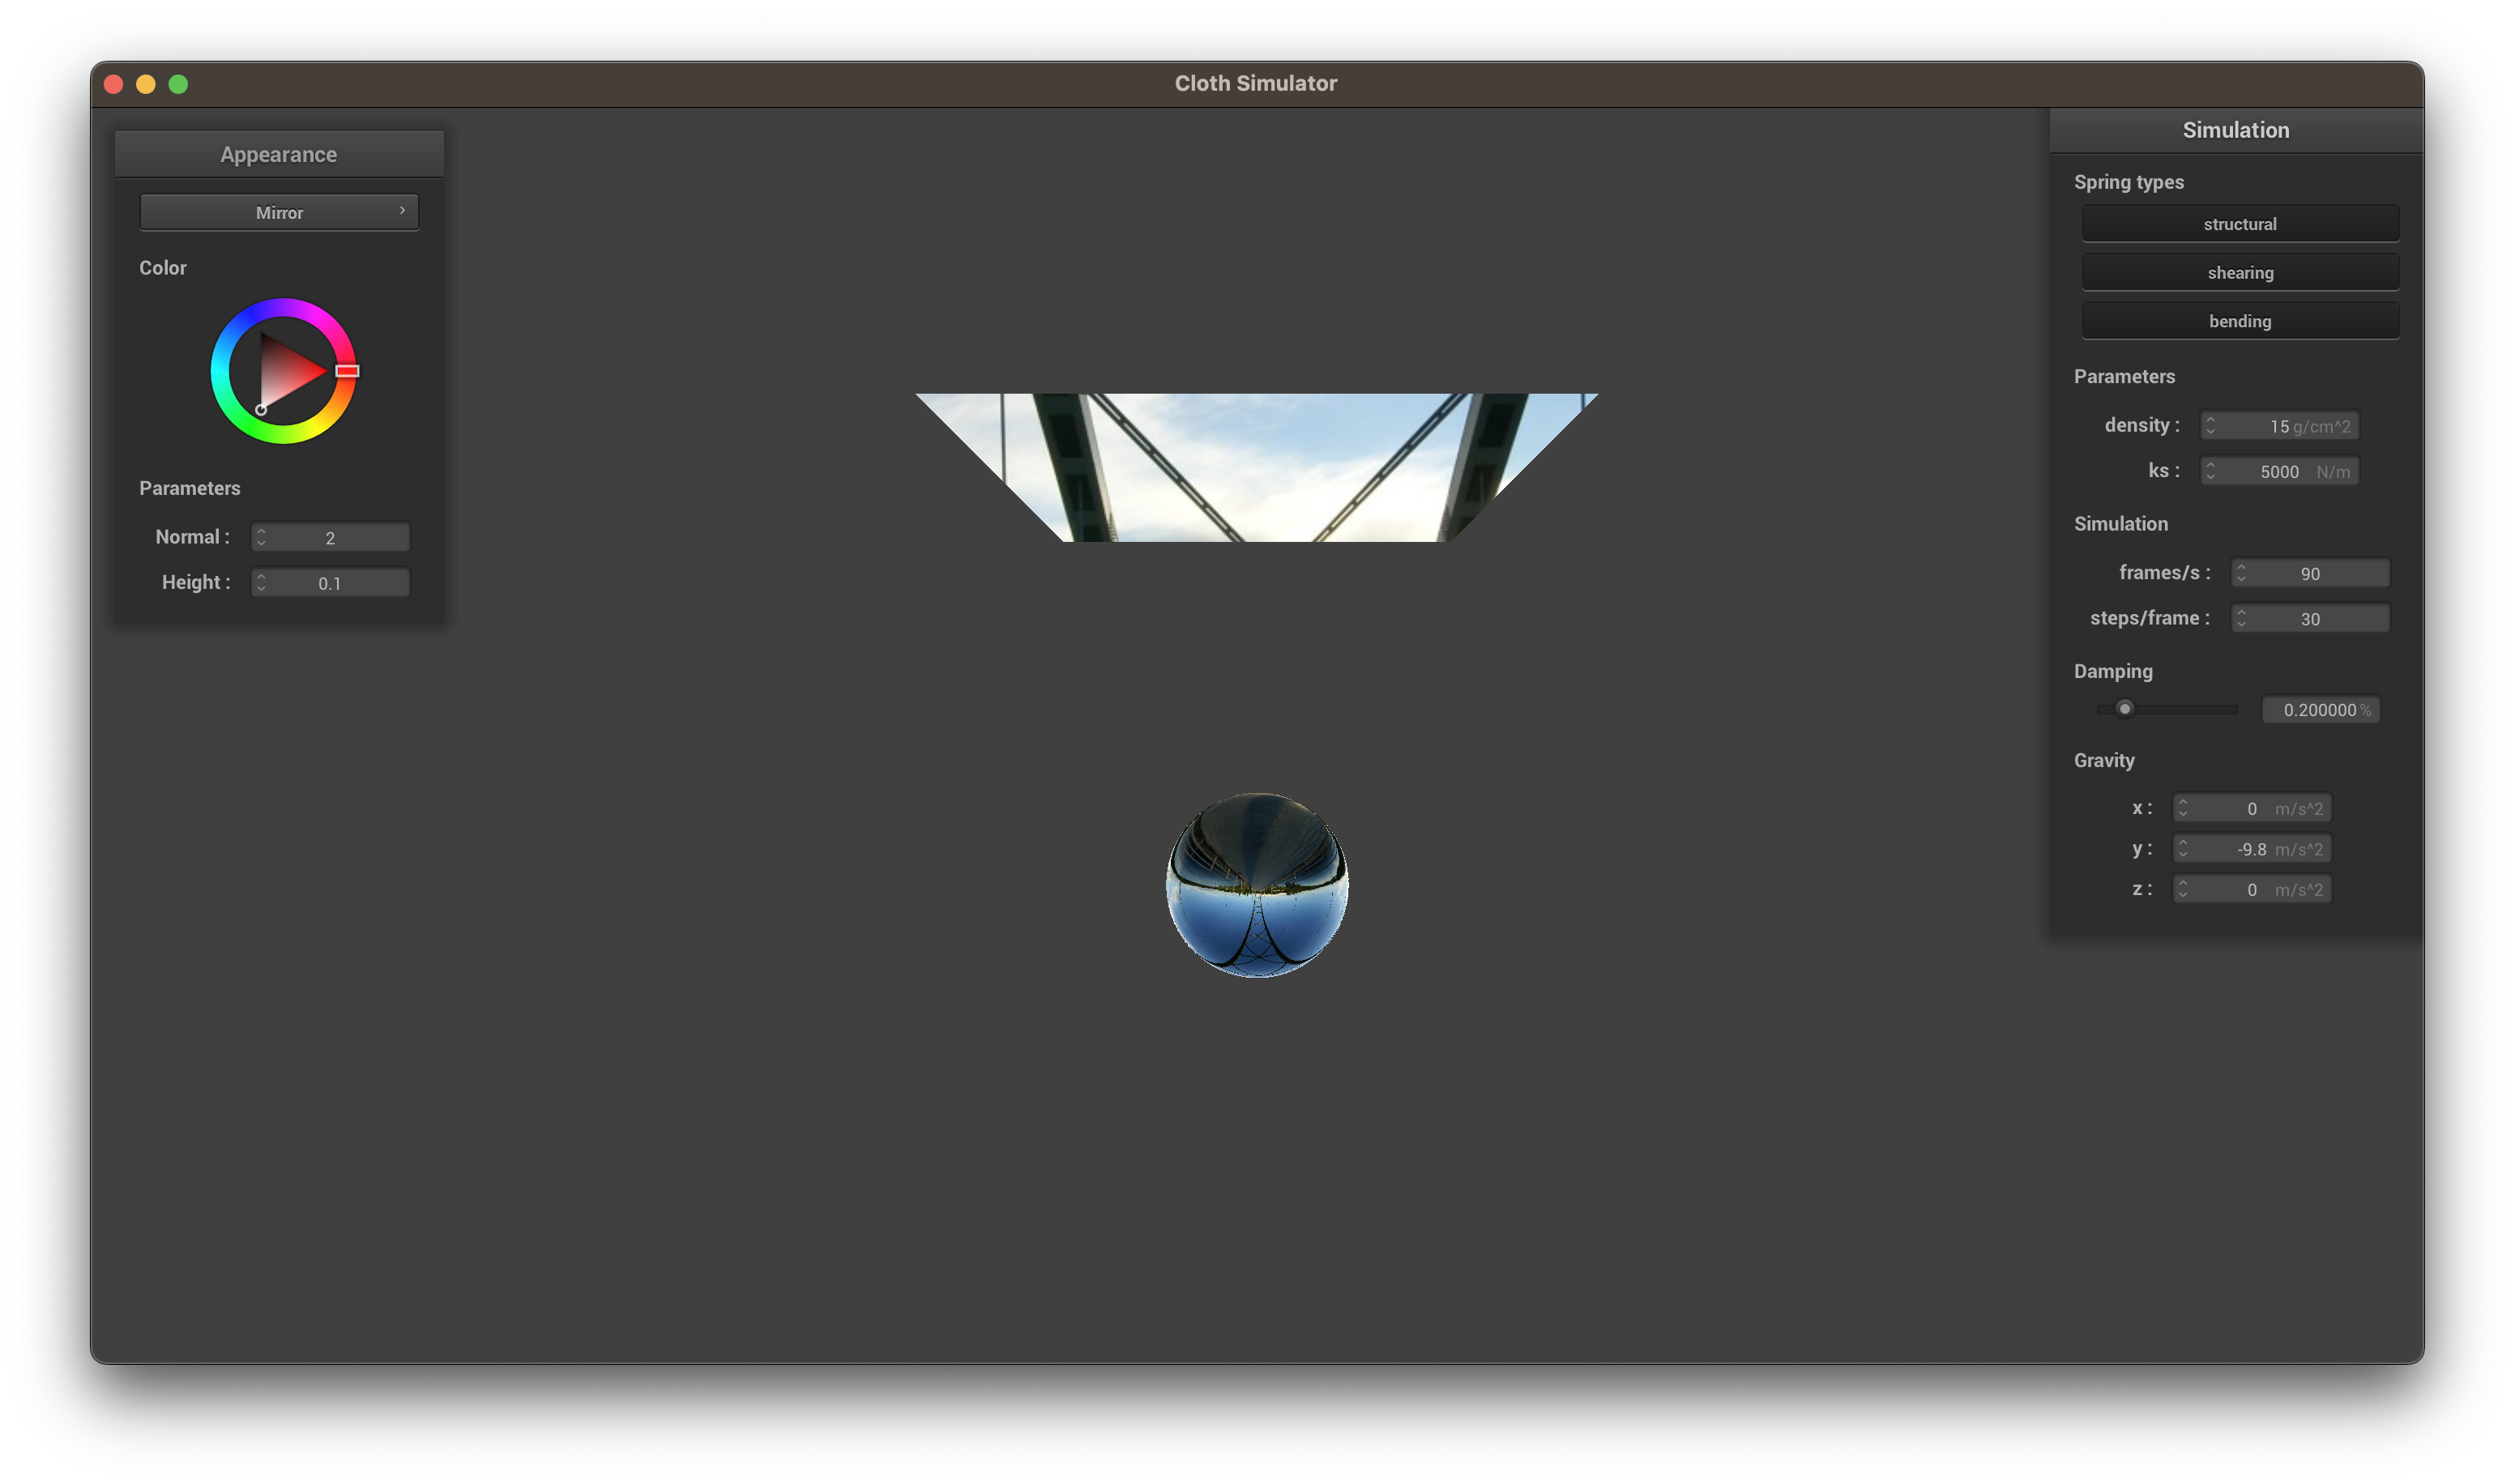 Cloth Simulator
Appearance
Mirror
Color
Parameters
Normal : 2
Height : 0.1
Simulation
Spring types
structural
shearing
bending
Parameters
density : 15 g/cm^2
ks : 5000 N/m
Simulation
frames/s : 90
steps/frame : 30
Damping
0.200000 %
Gravity
x : 0 m/s^2
y : -9.8 m/s^2
z : 0 m/s^2